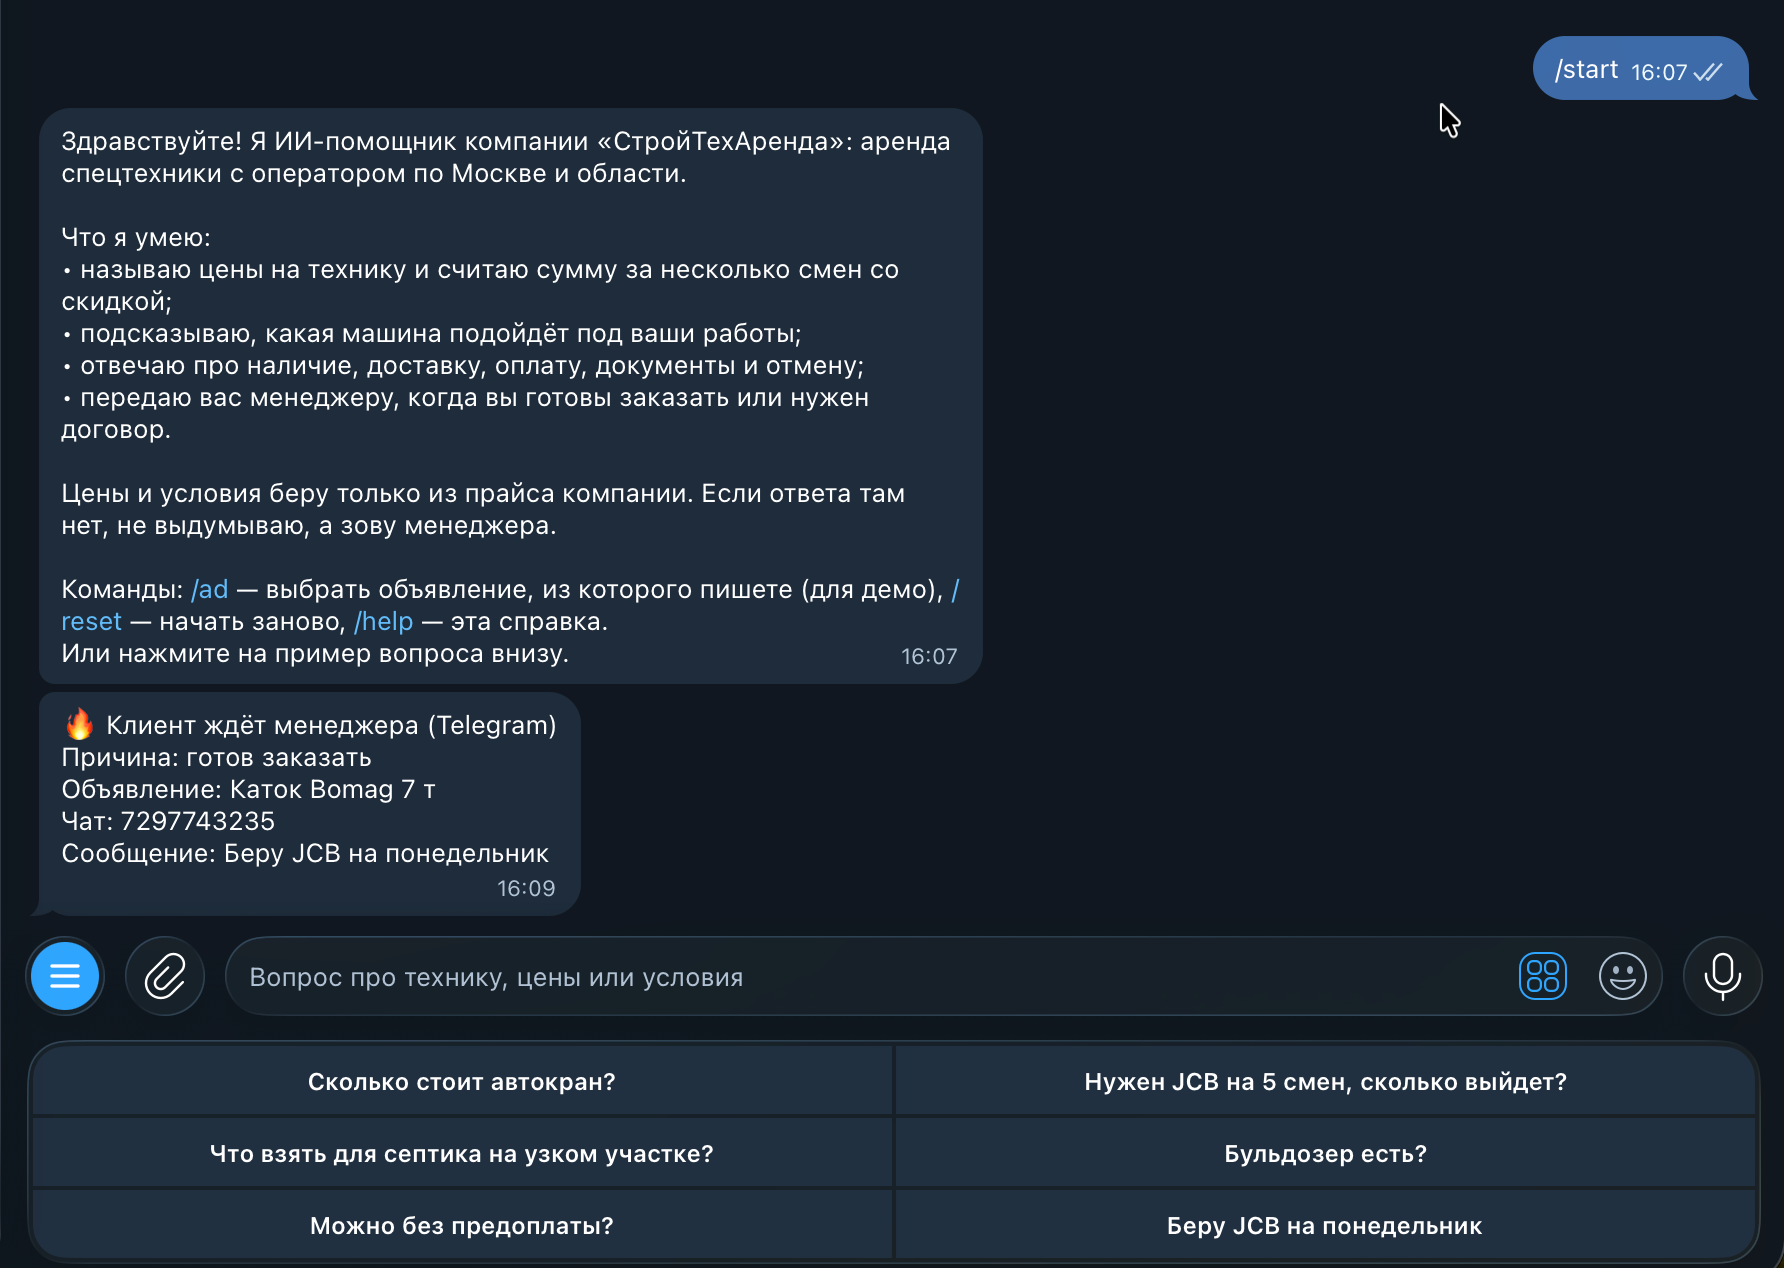 /start 16:07
Здравствуйте! Я ИИ-помощник компании «СтройТехАренда»: аренда
спецтехники с оператором по Москве и области.
Что я умею:
• называю цены на технику и считаю сумму за несколько смен со
скидкой;
• подсказываю, какая машина подойдёт под ваши работы;
• отвечаю про наличие, доставку, оплату, документы и отмену;
• передаю вас менеджеру, когда вы готовы заказать или нужен
договор.
Цены и условия беру только из прайса компании. Если ответа там
нет, не выдумываю, а зову менеджера.
Команды: /ad — выбрать объявление, из которого пишете (для демо), /
reset — начать заново, /help — эта справка.
Или нажмите на пример вопроса внизу. 16:07
🔥 Клиент ждёт менеджера (Telegram)
Причина: готов заказать
Объявление: Каток Bomag 7 т
Чат: 7297743235
Сообщение: Беру JCB на понедельник
16:09
Вопрос про технику, цены или условия
Сколько стоит автокран?
Нужен JCB на 5 смен, сколько выйдет?
Что взять для септика на узком участке?
Бульдозер есть?
Можно без предоплаты?
Беру JCB на понедельник